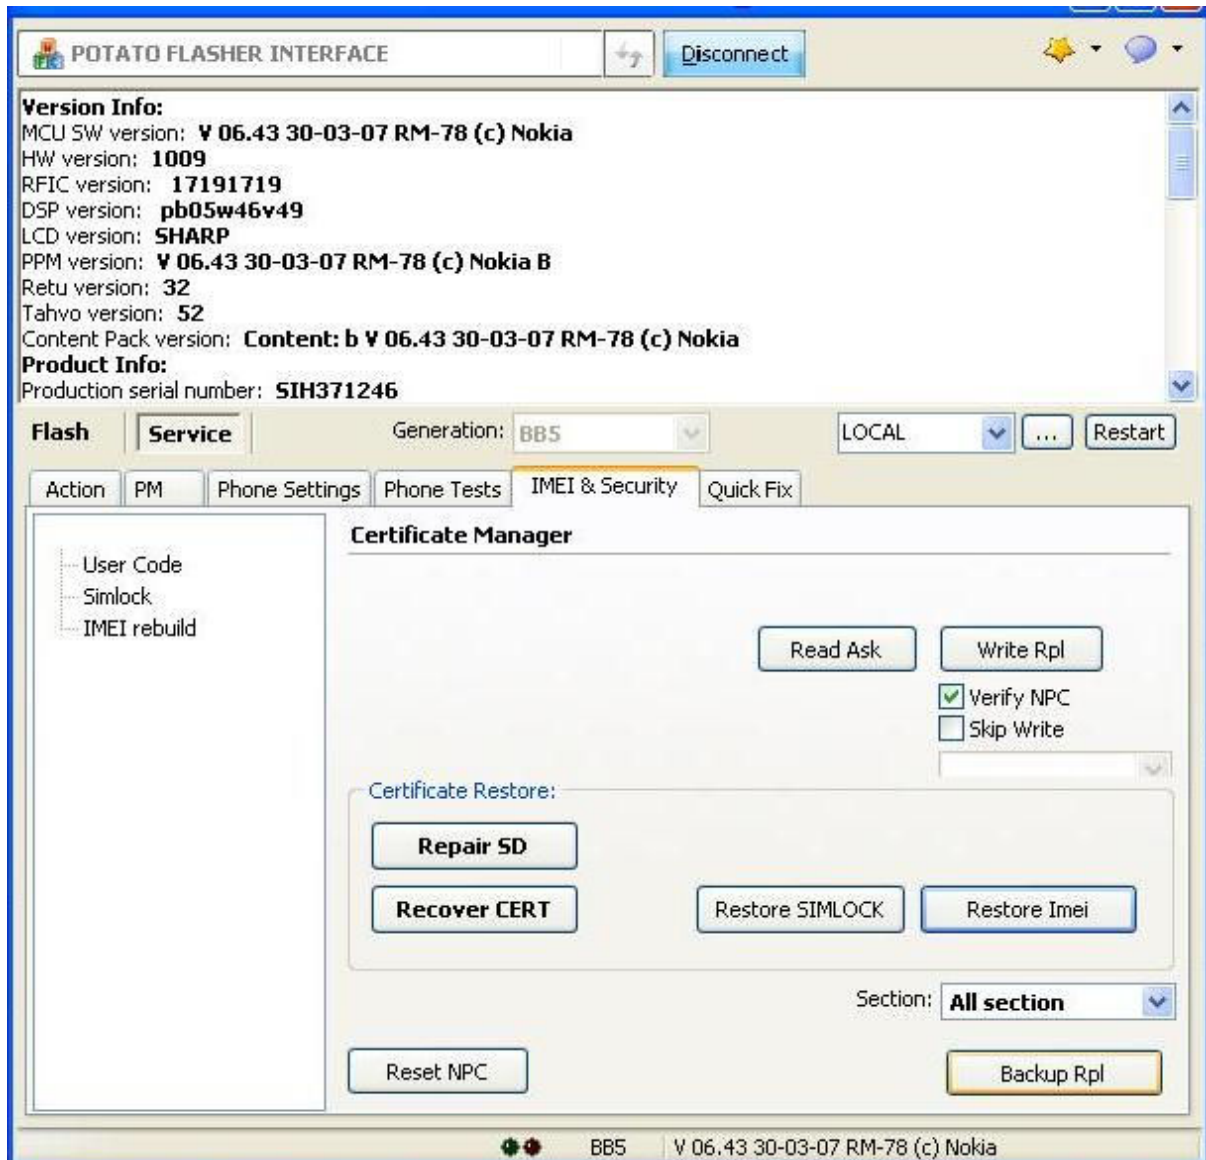 POTATO FLASHER INTERFACE Disconnect
Version Info:
MCU SW version: V 06.43 30-03-07 RM-78 (c) Nokia
HW version: 1009
RFIC version: 17191719
DSP version: pb05w46v49
LCD version: SHARP
PPM version: V 06.43 30-03-07 RM-78 (c) Nokia B
Retu version: 32
Tahvo version: 52
Content Pack version: Content: b V 06.43 30-03-07 RM-78 (c) Nokia
Product Info:
Production serial number: SIH371246
Flash Service Generation: BB5 LOCAL ... Restart
Action PM Phone Settings Phone Tests IMEI & Security Quick Fix
Certificate Manager
User Code
Simlock
IMEI rebuild
Read Ask Write Rpl
Verify NPC
Skip Write
Certificate Restore:
Repair SD
Recover CERT Restore SIMLOCK Restore Imei
Section: All section
Reset NPC Backup Rpl
BB5 V 06.43 30-03-07 RM-78 (c) Nokia